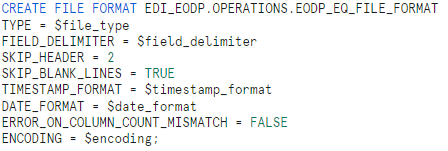 CREATE FILE FORMAT EDI_EODP.OPERATIONS.EODP_EQ_FILE_FORMAT
TYPE = $file_type
FIELD_DELIMITER = $field_delimiter
SKIP_HEADER = 2
SKIP_BLANK_LINES = TRUE
TIMESTAMP_FORMAT = $timestamp_format
DATE_FORMAT = $date_format
ERROR_ON_COLUMN_COUNT_MISMATCH = FALSE
ENCODING = $encoding;